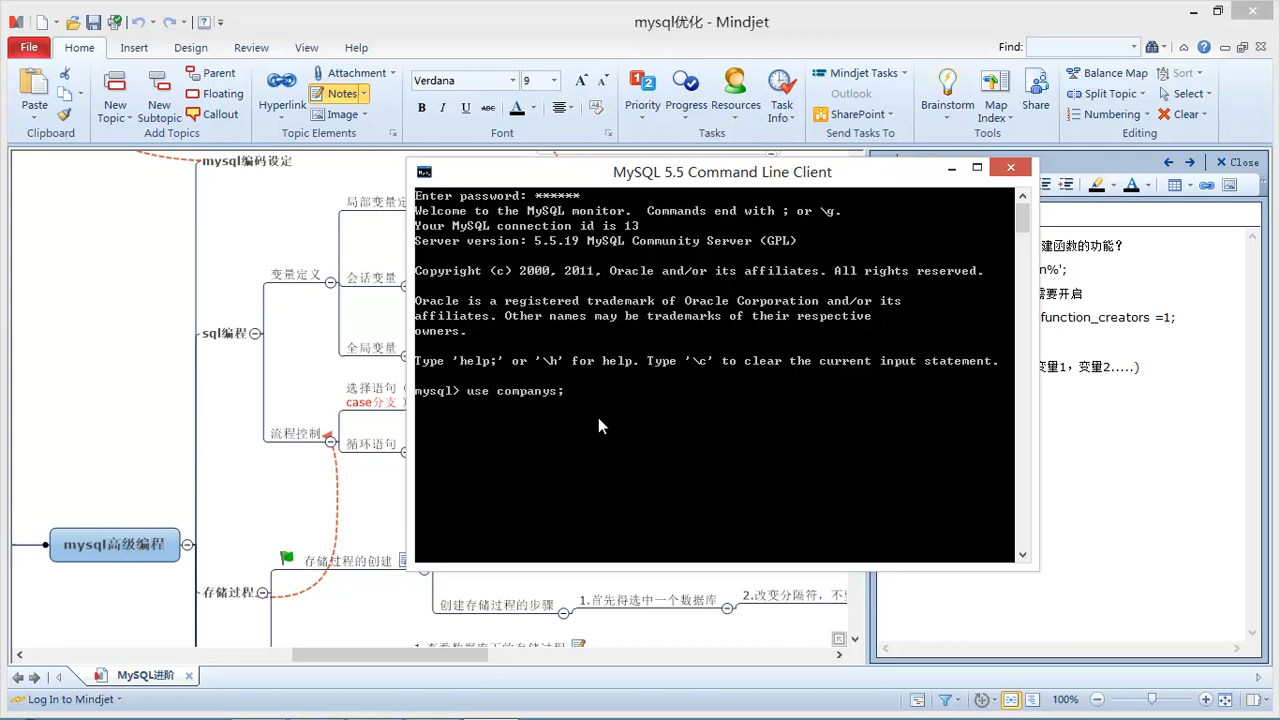 mysql优化 - Mindjet
File
Home
Insert
Design
Review
View
Help
Find:
Paste
Clipboard
New Topic
New Subtopic
Parent
Floating
Callout
Add Topics
Hyperlink
Attachment
Notes
Image
Topic Elements
Verdana
9
B I U abc A
Font
Priority
Progress
Resources
Task Info
Tasks
Mindjet Tasks
Outlook
SharePoint
Send Tasks To
Brainstorm
Map Index
Share
Tools
Balance Map
Split Topic
Numbering
Sort
Select
Clear
Editing
mysql编码设定
局部变量定
变量定义
会话变量
sql编程
全局变量
选择语句（
case分支）
流程控制
循环语句
mysql高级编程
存储过程的创建
存储过程
创建存储过程的步骤
1.首先得选中一个数据库
2.改变分隔符，不
1.查看数据库下的存储过程
MySQL 5.5 Command Line Client
Enter password: ******
Welcome to the MySQL monitor.  Commands end with ; or \g.
Your MySQL connection id is 13
Server version: 5.5.19 MySQL Community Server (GPL)
Copyright (c) 2000, 2011, Oracle and/or its affiliates. All rights reserved.
Oracle is a registered trademark of Oracle Corporation and/or its
affiliates. Other names may be trademarks of their respective
owners.
Type 'help;' or '\h' for help. Type '\c' to clear the current input statement.
mysql> use companys;
Close
建函数的功能？
n%';
需要开启
function_creators =1;
变量1，变量2.....)
MySQL进阶
Log In to Mindjet
100%